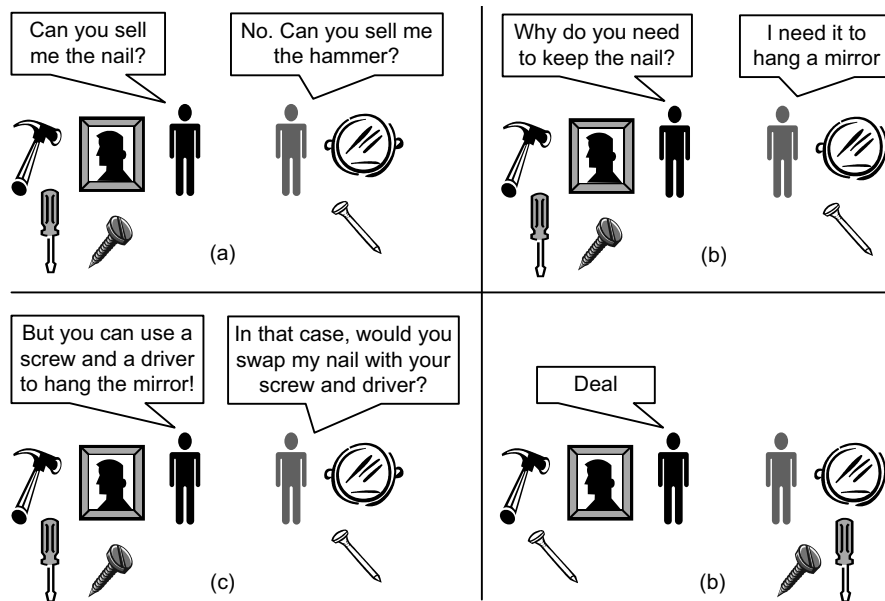 Can you sell
me the nail?
No. Can you sell me
the hammer?
(a)
Why do you need
to keep the nail?
I need it to
hang a mirror
(b)
But you can use a
screw and a driver
to hang the mirror!
In that case, would you
swap my nail with your
screw and driver?
(c)
Deal
(b)